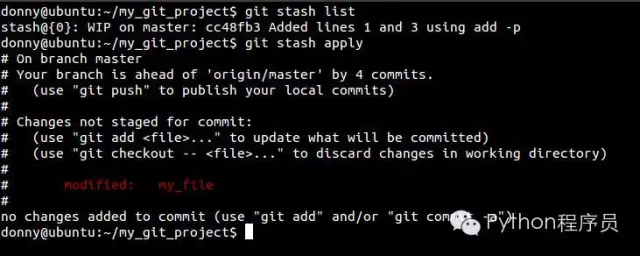 donny@ubuntu:~/my_git_project$ git stash list
stash@{0}: WIP on master: cc48fb3 Added lines 1 and 3 using add -p
donny@ubuntu:~/my_git_project$ git stash apply
# On branch master
# Your branch is ahead of 'origin/master' by 4 commits.
#   (use "git push" to publish your local commits)
#
# Changes not staged for commit:
#   (use "git add <file>..." to update what will be committed)
#   (use "git checkout -- <file>..." to discard changes in working directory)
#
#       modified:   my_file
#
no changes added to commit (use "git add" and/or "git commit -a")
donny@ubuntu:~/my_git_project$
Python程序员